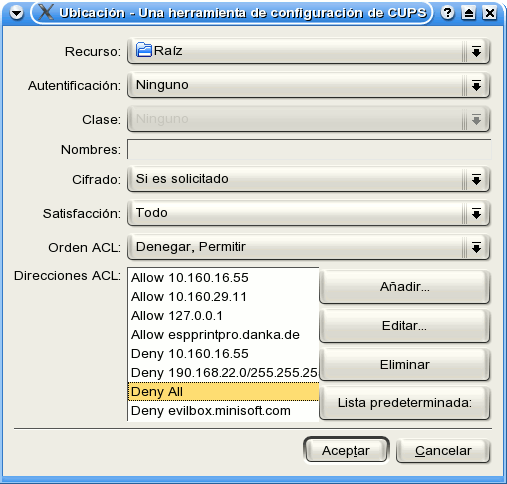 Ubicación - Una herramienta de configuración de CUPS
Recurso: Raíz
Autentificación: Ninguno
Clase: Ninguno
Nombres:
Cifrado: Si es solicitado
Satisfacción: Todo
Orden ACL: Denegar, Permitir
Direcciones ACL:
Allow 10.160.16.55
Allow 10.160.29.11
Allow 127.0.0.1
Allow espprintpro.danka.de
Deny 10.160.16.55
Deny 190.168.22.0/255.255.25
Deny All
Deny evilbox.minisoft.com
Añadir...
Editar...
Eliminar
Lista predeterminada:
Aceptar
Cancelar